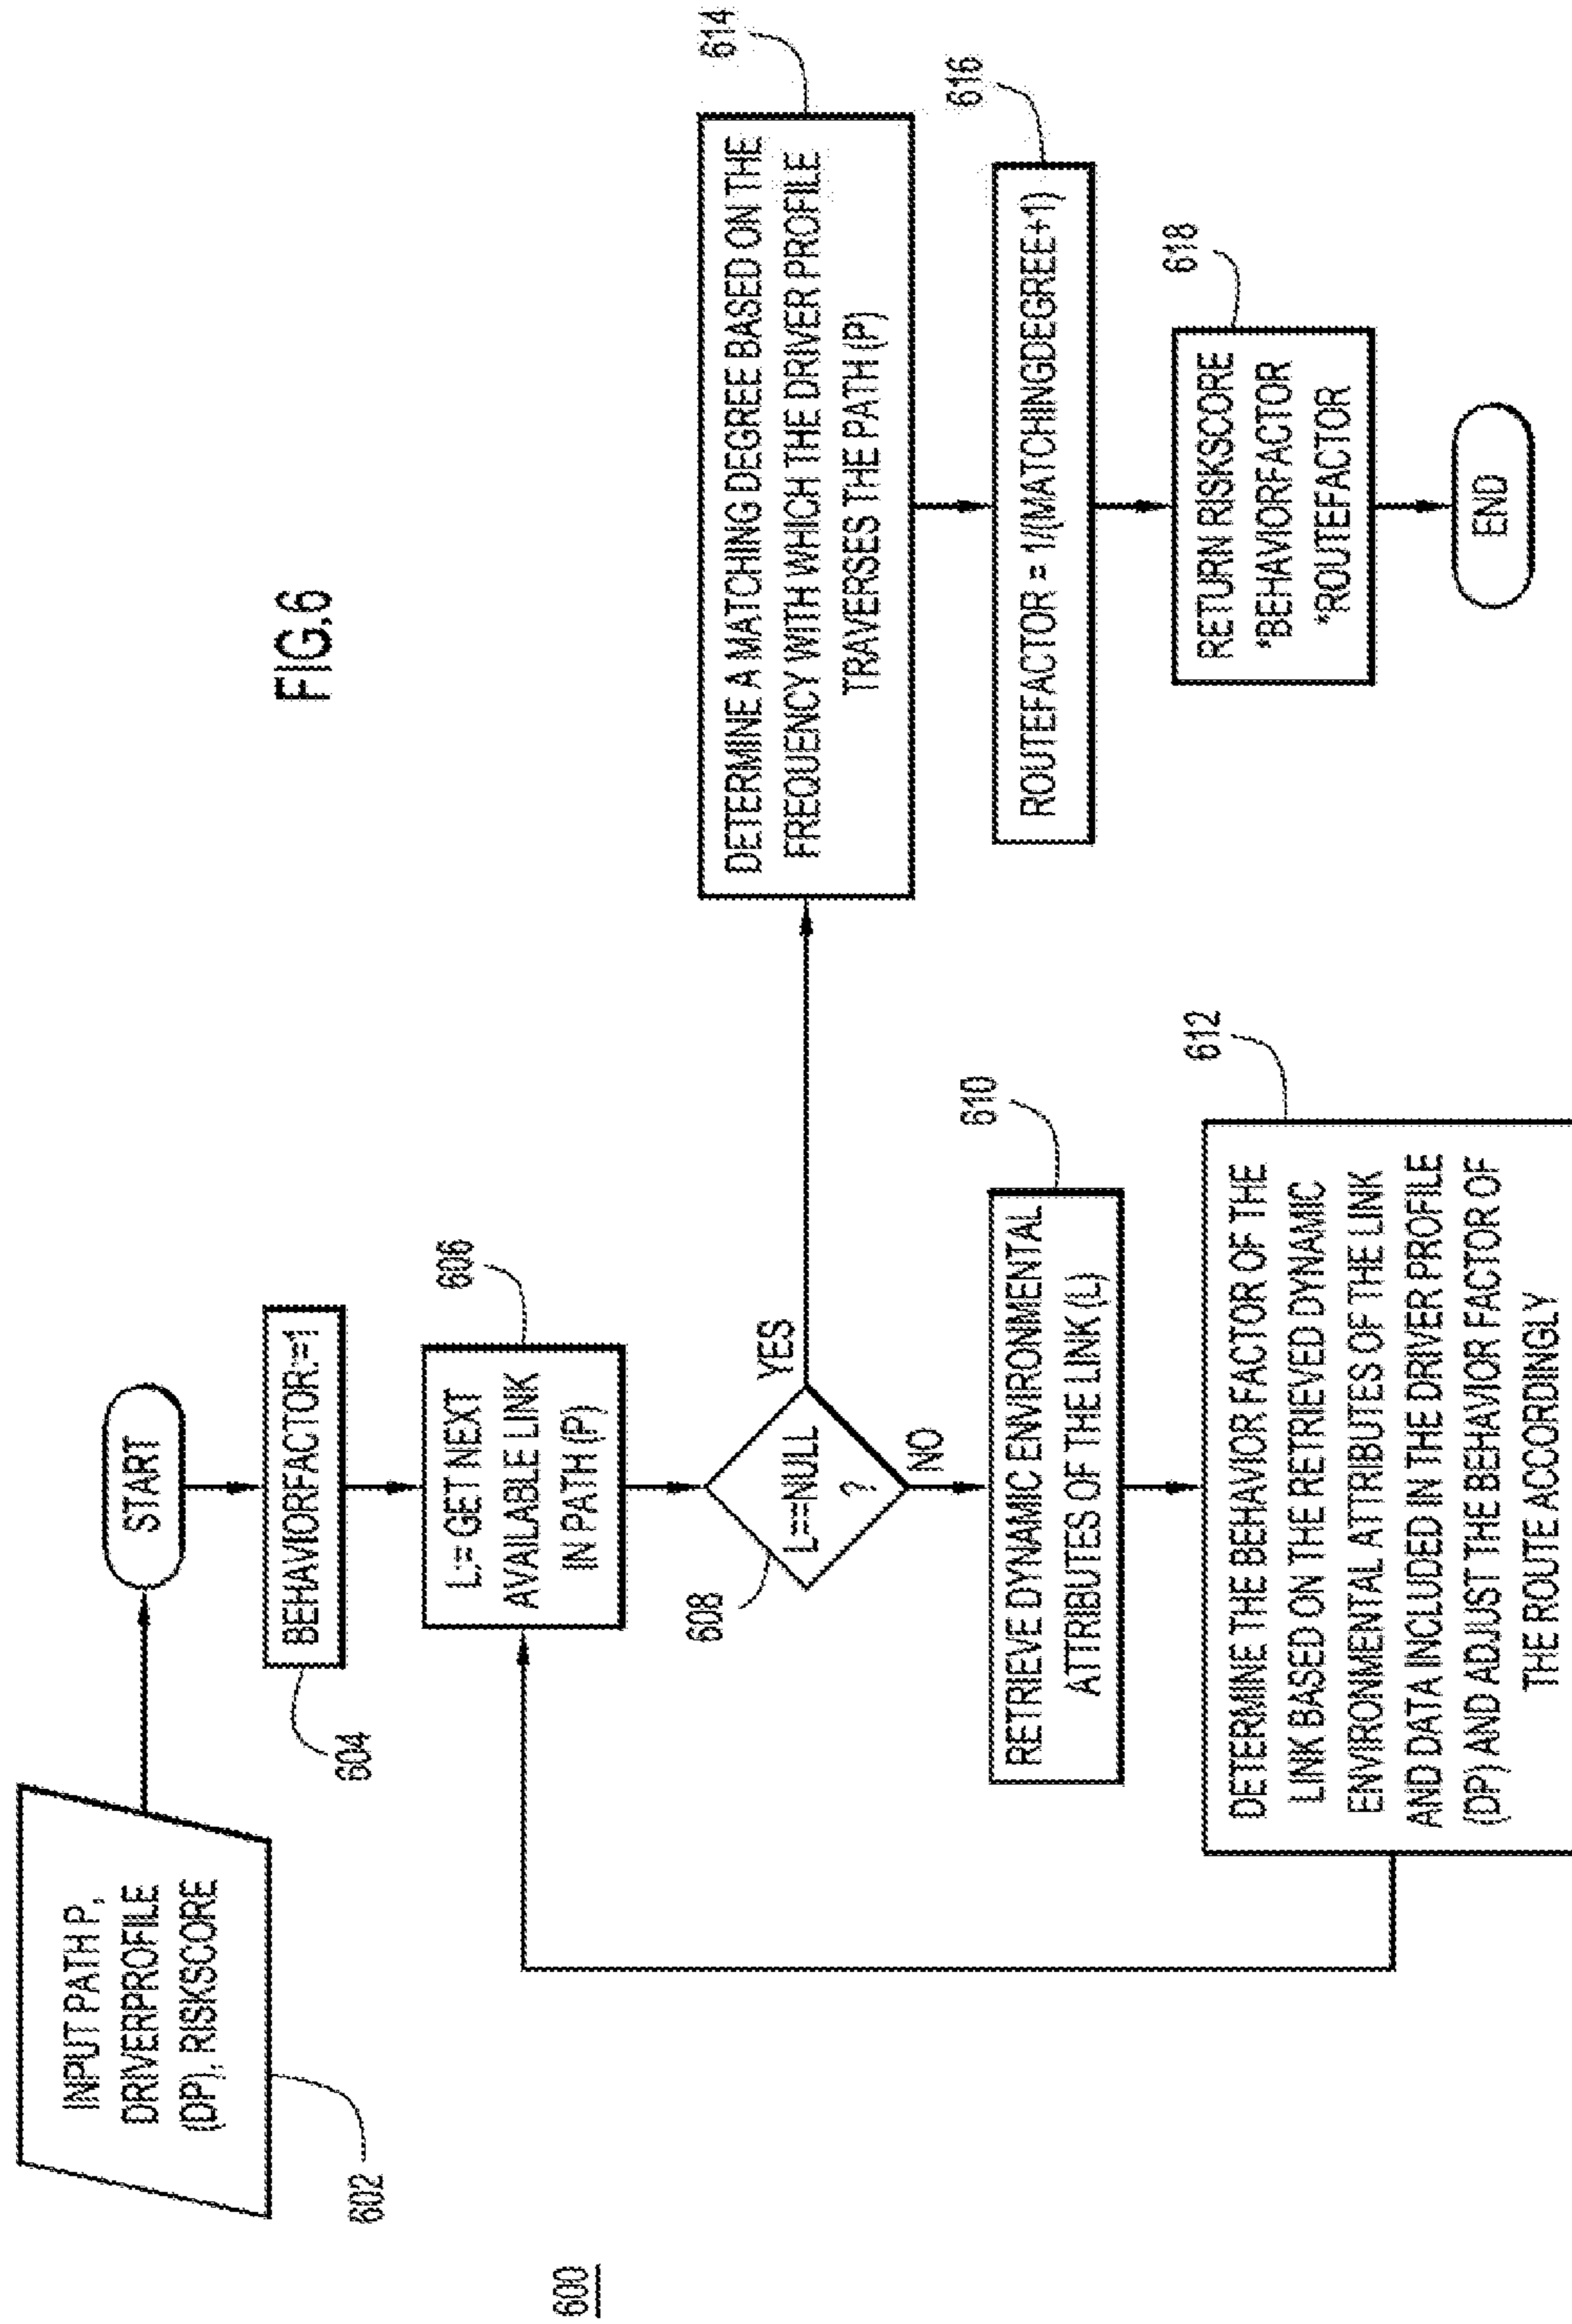 FIG.6
600
INPUT PATH P,
DRIVERPROFILE
(DP), RISKSCORE
602
START
BEHAVIORFACTOR:=1
604
L:= GET NEXT
AVAILABLE LINK
IN PATH (P)
606
L==NULL
?
608
YES
NO
RETRIEVE DYNAMIC ENVIRONMENTAL
ATTRIBUTES OF THE LINK (L)
610
DETERMINE THE BEHAVIOR FACTOR OF THE
LINK BASED ON THE RETRIEVED DYNAMIC
ENVIRONMENTAL ATTRIBUTES OF THE LINK
AND DATA INCLUDED IN THE DRIVER PROFILE
(DP) AND ADJUST THE BEHAVIOR FACTOR OF
THE ROUTE ACCORDINGLY
612
DETERMINE A MATCHING DEGREE BASED ON THE
FREQUENCY WITH WHICH THE DRIVER PROFILE
TRAVERSES THE PATH (P)
614
ROUTEFACTOR = 1/(MATCHINGDEGREE+1)
616
RETURN RISKSCORE
*BEHAVIORFACTOR
*ROUTEFACTOR
618
END